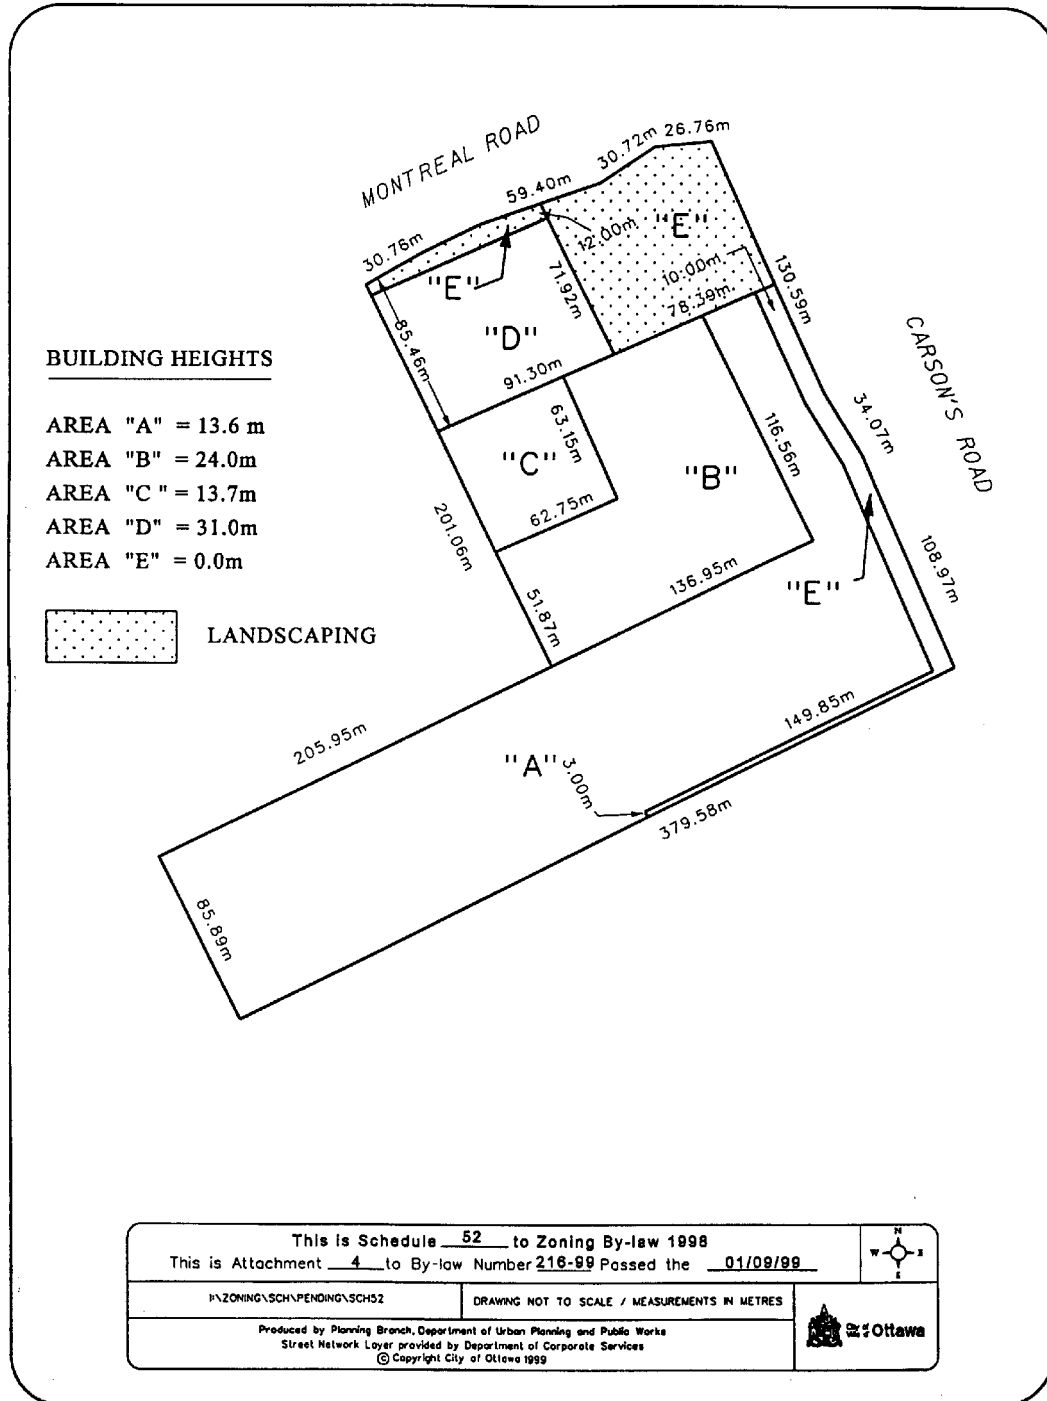 MONTREAL ROAD
30.72m
26.76m
59.40m
30.76m
12.00m
"E"
"E"
71.92m
10.00m
78.39m
130.59m
85.46m
"D"
91.30m
CARSON'S ROAD
BUILDING HEIGHTS
AREA "A" = 13.6 m
AREA "B" = 24.0m
AREA "C " = 13.7m
AREA "D" = 31.0m
AREA "E" = 0.0m
LANDSCAPING
63.15m
34.07m
116.56m
"C"
"B"
62.75m
201.06m
108.97m
136.95m
"E"
51.87m
149.85m
205.95m
"A"
3.00m
379.58m
85.89m
This is Schedule 52 to Zoning By-law 1998
This is Attachment 4 to By-law Number 216-99 Passed the 01/09/99
N
W
E
S
I:\ZONING\SCH\PENDING\SCH52
DRAWING NOT TO SCALE / MEASUREMENTS IN METRES
Produced by Planning Branch, Department of Urban Planning and Public Works
Street Network Layer provided by Department of Corporate Services
© Copyright City of Ottawa 1999
City of
Ville d'
Ottawa